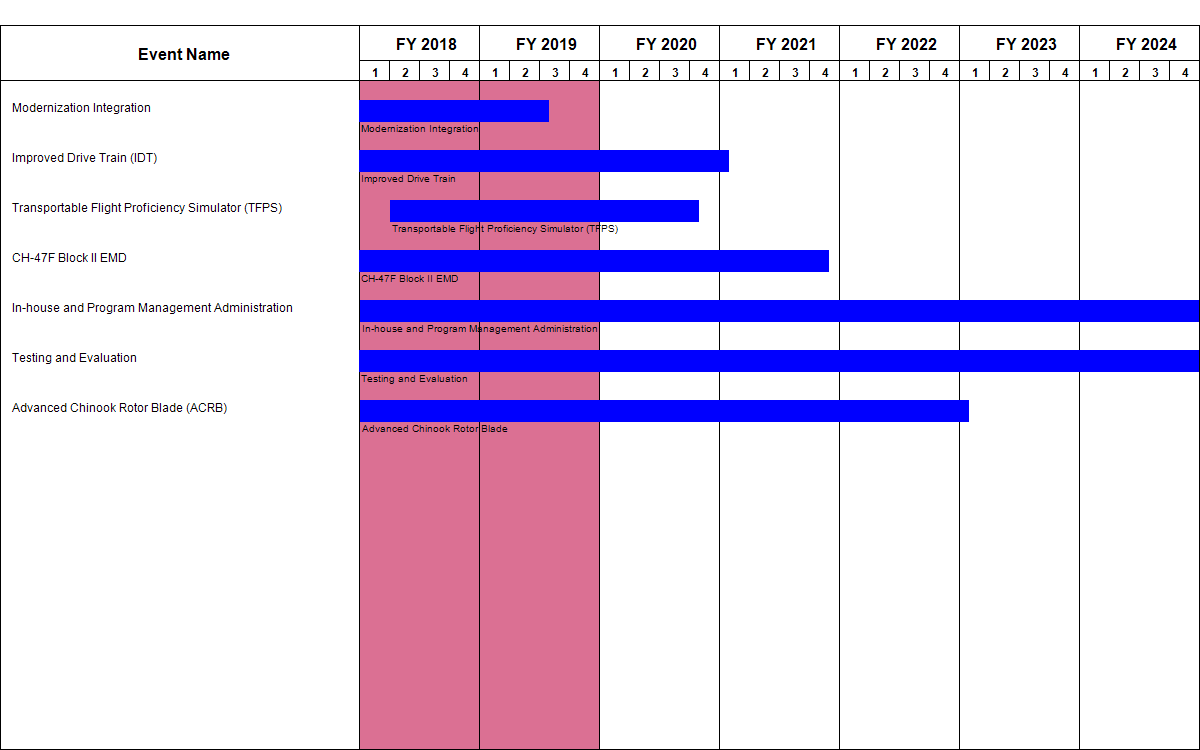 Event Name
FY 2018 FY 2019 FY 2020 FY 2021 FY 2022 FY 2023 FY 2024
1 2 3 4 1 2 3 4 1 2 3 4 1 2 3 4 1 2 3 4 1 2 3 4 1 2 3 4
Modernization Integration
Modernization Integration
Improved Drive Train (IDT)
Improved Drive Train
Transportable Flight Proficiency Simulator (TFPS)
Transportable Flight Proficiency Simulator (TFPS)
CH-47F Block II EMD
CH-47F Block II EMD
In-house and Program Management Administration
In-house and Program Management Administration
Testing and Evaluation
Testing and Evaluation
Advanced Chinook Rotor Blade (ACRB)
Advanced Chinook Rotor Blade